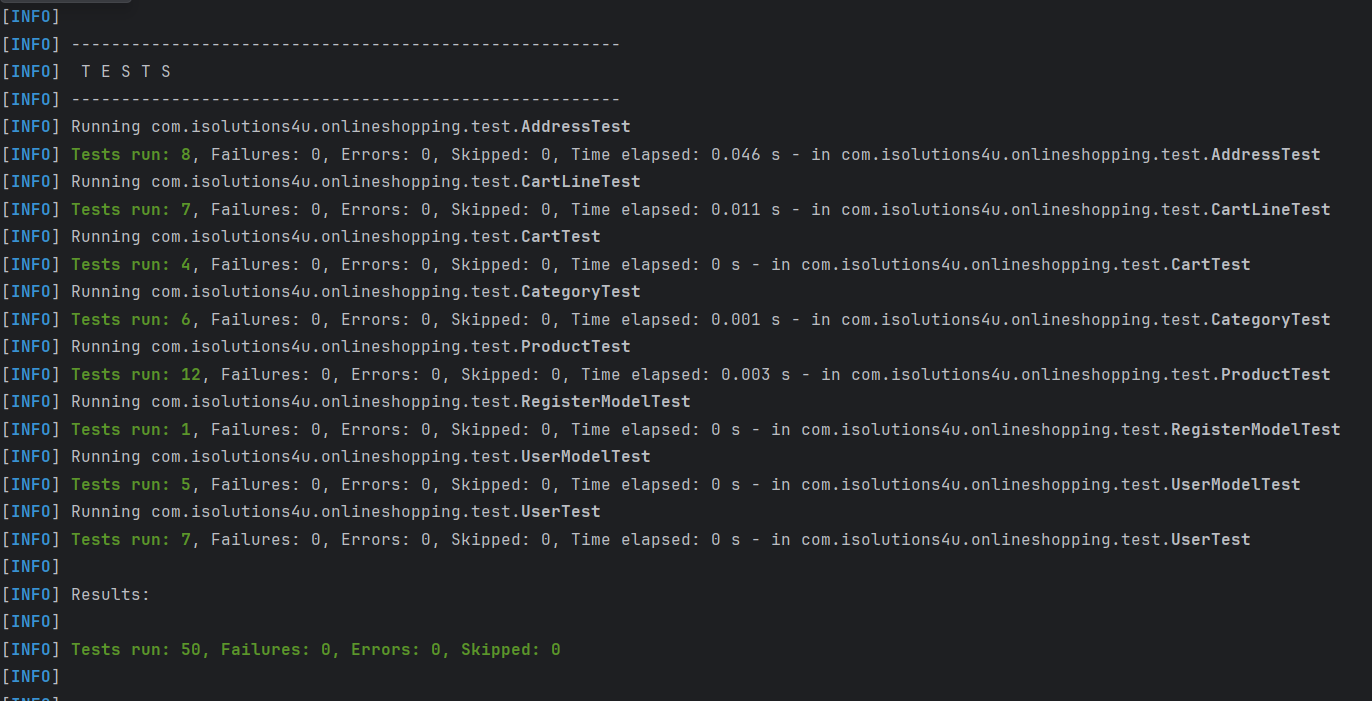 [INFO]
[INFO] -------------------------------------------------------
[INFO]  T E S T S
[INFO] -------------------------------------------------------
[INFO] Running com.isolutions4u.onlineshopping.test.AddressTest
[INFO] Tests run: 8, Failures: 0, Errors: 0, Skipped: 0, Time elapsed: 0.046 s - in com.isolutions4u.onlineshopping.test.AddressTest
[INFO] Running com.isolutions4u.onlineshopping.test.CartLineTest
[INFO] Tests run: 7, Failures: 0, Errors: 0, Skipped: 0, Time elapsed: 0.011 s - in com.isolutions4u.onlineshopping.test.CartLineTest
[INFO] Running com.isolutions4u.onlineshopping.test.CartTest
[INFO] Tests run: 4, Failures: 0, Errors: 0, Skipped: 0, Time elapsed: 0 s - in com.isolutions4u.onlineshopping.test.CartTest
[INFO] Running com.isolutions4u.onlineshopping.test.CategoryTest
[INFO] Tests run: 6, Failures: 0, Errors: 0, Skipped: 0, Time elapsed: 0.001 s - in com.isolutions4u.onlineshopping.test.CategoryTest
[INFO] Running com.isolutions4u.onlineshopping.test.ProductTest
[INFO] Tests run: 12, Failures: 0, Errors: 0, Skipped: 0, Time elapsed: 0.003 s - in com.isolutions4u.onlineshopping.test.ProductTest
[INFO] Running com.isolutions4u.onlineshopping.test.RegisterModelTest
[INFO] Tests run: 1, Failures: 0, Errors: 0, Skipped: 0, Time elapsed: 0 s - in com.isolutions4u.onlineshopping.test.RegisterModelTest
[INFO] Running com.isolutions4u.onlineshopping.test.UserModelTest
[INFO] Tests run: 5, Failures: 0, Errors: 0, Skipped: 0, Time elapsed: 0 s - in com.isolutions4u.onlineshopping.test.UserModelTest
[INFO] Running com.isolutions4u.onlineshopping.test.UserTest
[INFO] Tests run: 7, Failures: 0, Errors: 0, Skipped: 0, Time elapsed: 0 s - in com.isolutions4u.onlineshopping.test.UserTest
[INFO]
[INFO] Results:
[INFO]
[INFO] Tests run: 50, Failures: 0, Errors: 0, Skipped: 0
[INFO]